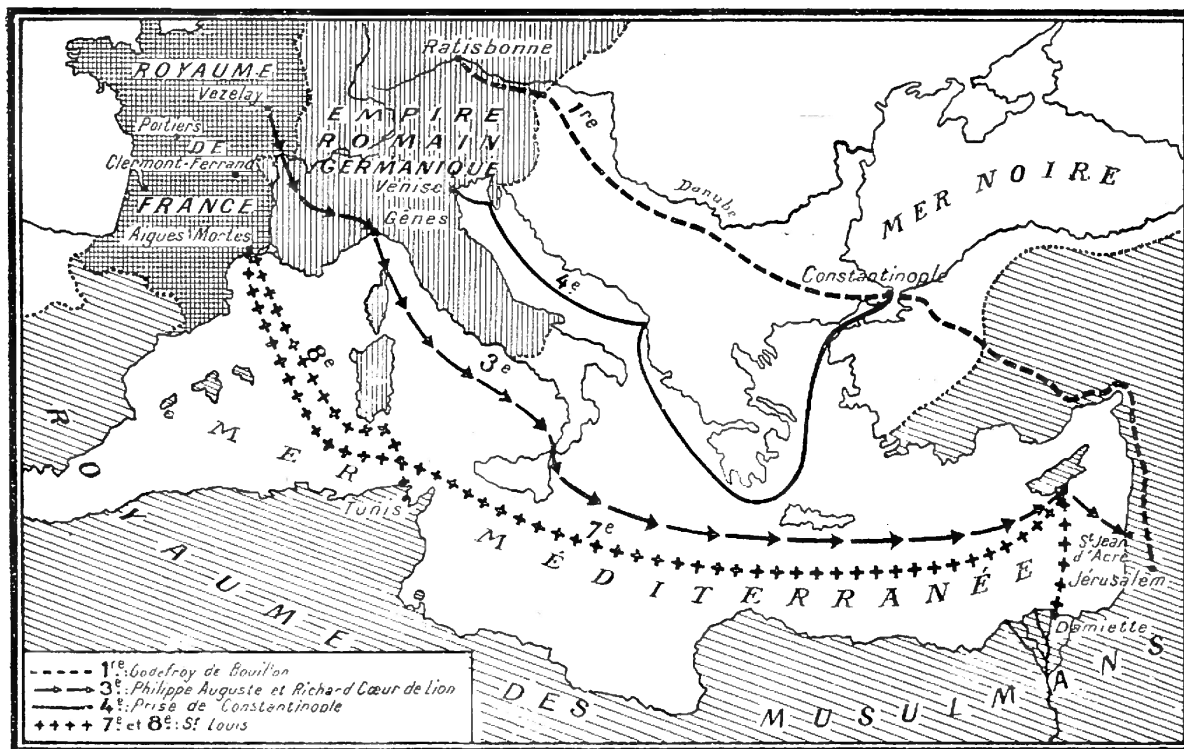 Ratisbonne
ROYAUME
Vezelay
Poitiers
DE
Clermont-Ferrand
FRANCE
Aigues Mortes
EMPIRE
ROMAIN
GERMANIQUE
Venise
Gênes
1re
Danube
MER NOIRE
Constantinople
4e
3e
8e
7e
Tunis
MER
MÉDITERRANÉE
St Jean
d'Acre
Jérusalem
Damiette
ROYAUME
DES
MUSULMANS
1re: Godefroy de Bouillon
3e: Philippe Auguste et Richard Cœur de Lion
4e: Prise de Constantinople
7e et 8e: St Louis